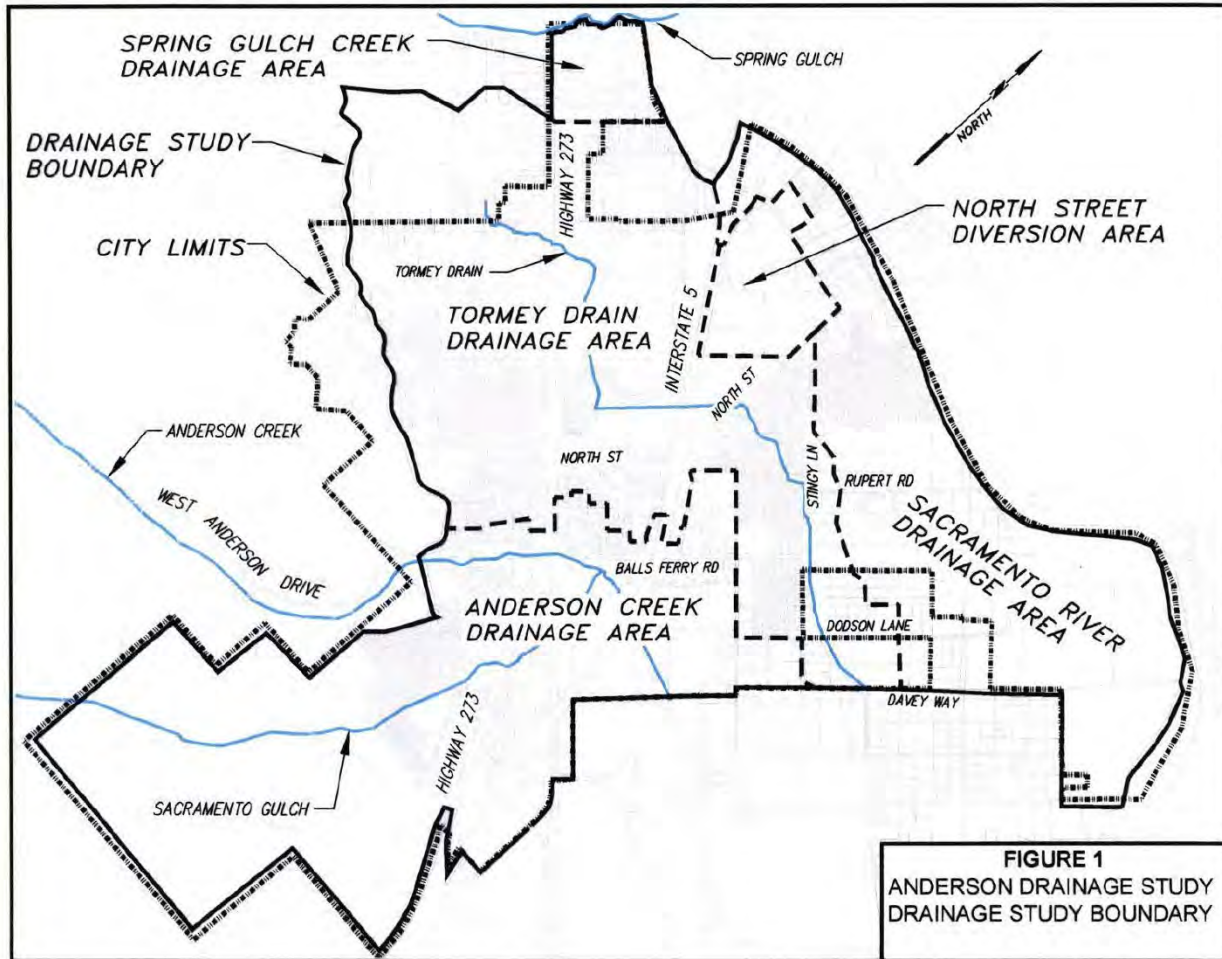 SPRING GULCH CREEK
DRAINAGE AREA
SPRING GULCH
DRAINAGE STUDY
BOUNDARY
HIGHWAY 273
NORTH
NORTH STREET
DIVERSION AREA
CITY LIMITS
TORMEY DRAIN
TORMEY DRAIN
DRAINAGE AREA
INTERSTATE 5
NORTH ST
ANDERSON CREEK
WEST ANDERSON DRIVE
NORTH ST
STINGY LN
RUPERT RD
SACRAMENTO RIVER
DRAINAGE AREA
BALLS FERRY RD
ANDERSON CREEK
DRAINAGE AREA
DODSON LANE
DAVEY WAY
HIGHWAY 273
SACRAMENTO GULCH
FIGURE 1
ANDERSON DRAINAGE STUDY
DRAINAGE STUDY BOUNDARY